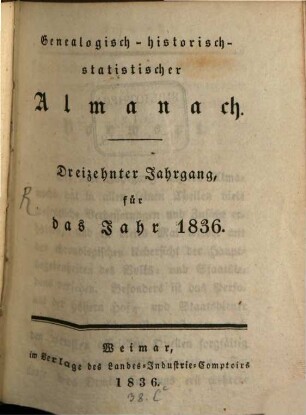 Genealogisch-historisch-
statistischer
Almanach.
Dreizehnter Jahrgang,
für
das Jahr 1836.
R.
Weimar,
im Verlage des Landes-Industrie-Comptoirs
1836.